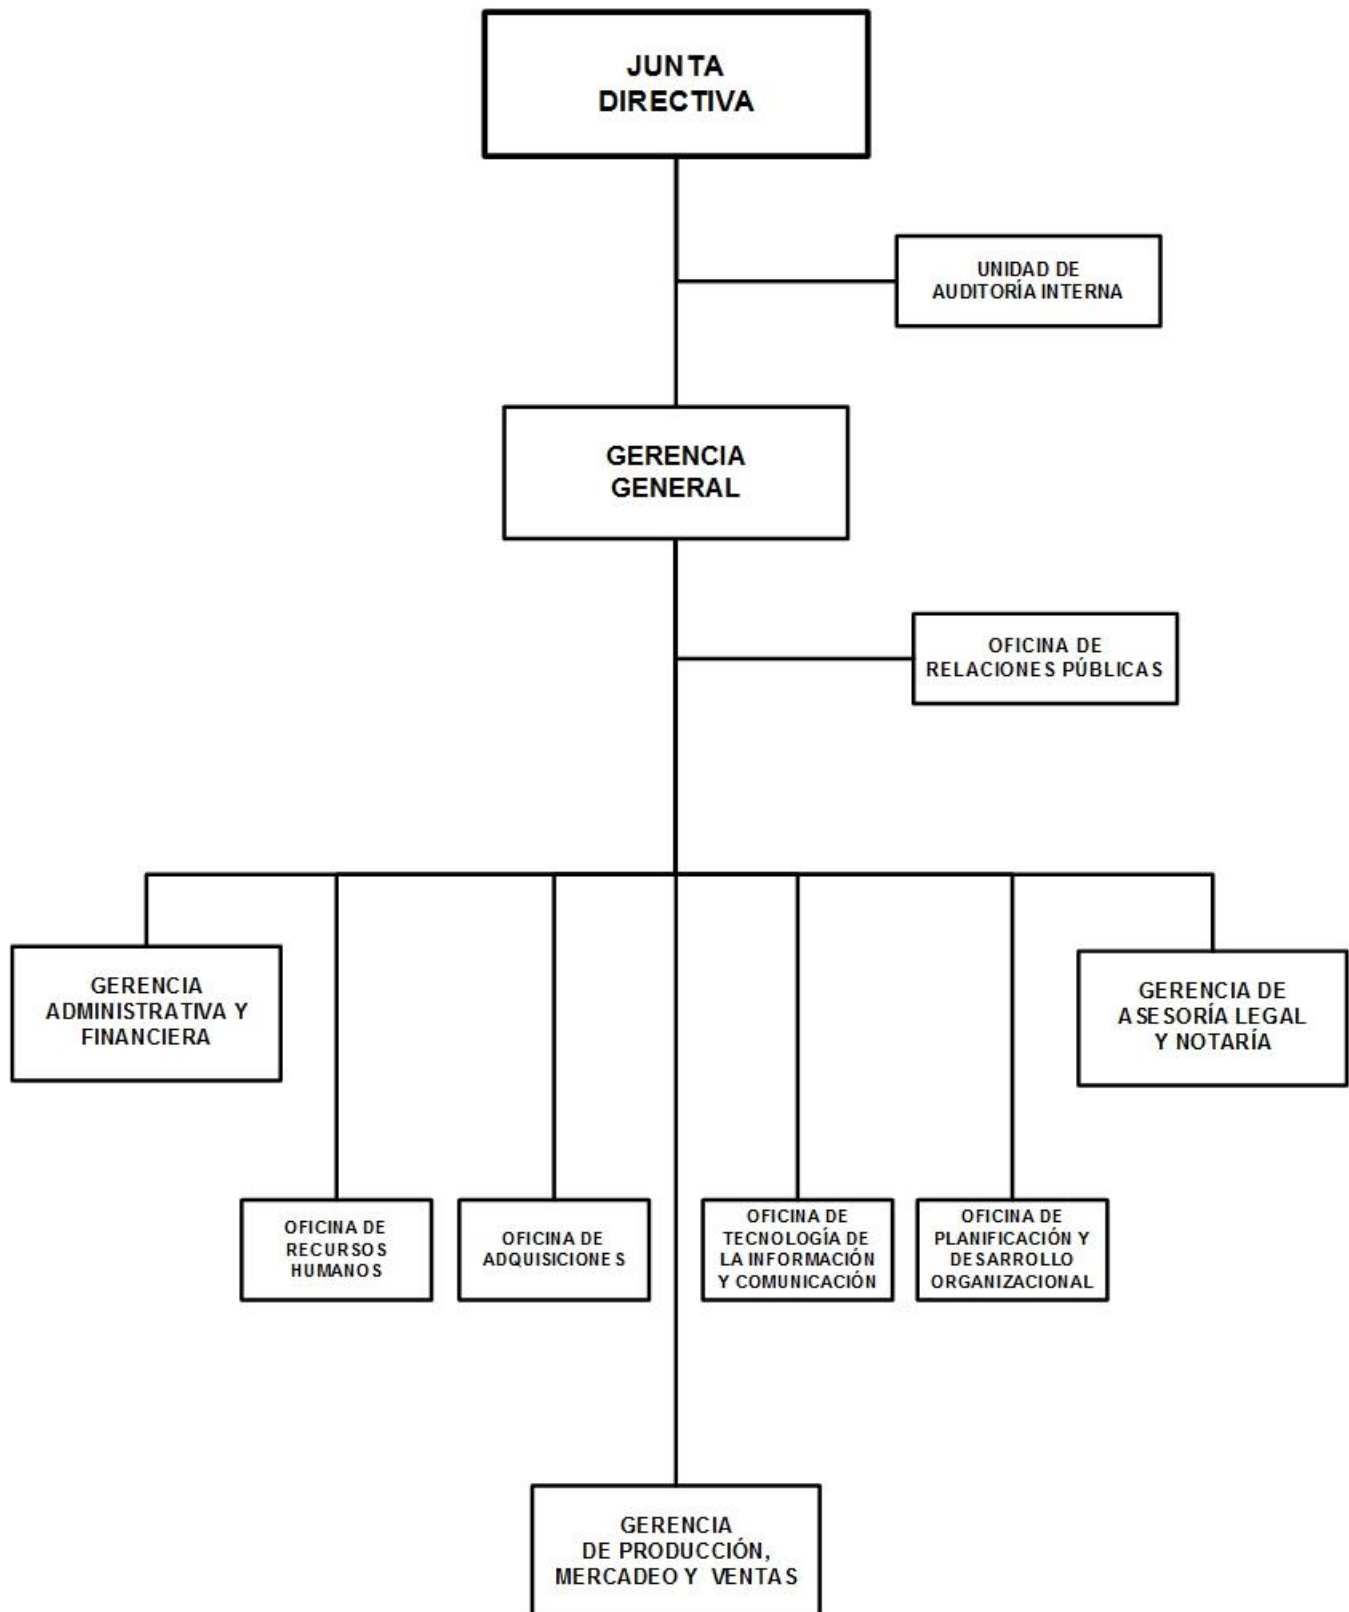 JUNTA
DIRECTIVA
UNIDAD DE
AUDITORÍA INTERNA
GERENCIA
GENERAL
OFICINA DE
RELACIONES PÚBLICAS
GERENCIA
ADMINISTRATIVA Y
FINANCIERA
GERENCIA DE
ASESORÍA LEGAL
Y NOTARÍA
OFICINA DE
RECURSOS
HUMANOS
OFICINA DE
ADQUISICIONES
OFICINA DE
TECNOLOGÍA DE
LA INFORMACIÓN
Y COMUNICACIÓN
OFICINA DE
PLANIFICACIÓN Y
DESARROLLO
ORGANIZACIONAL
GERENCIA
DE PRODUCCIÓN,
MERCADEO Y VENTAS